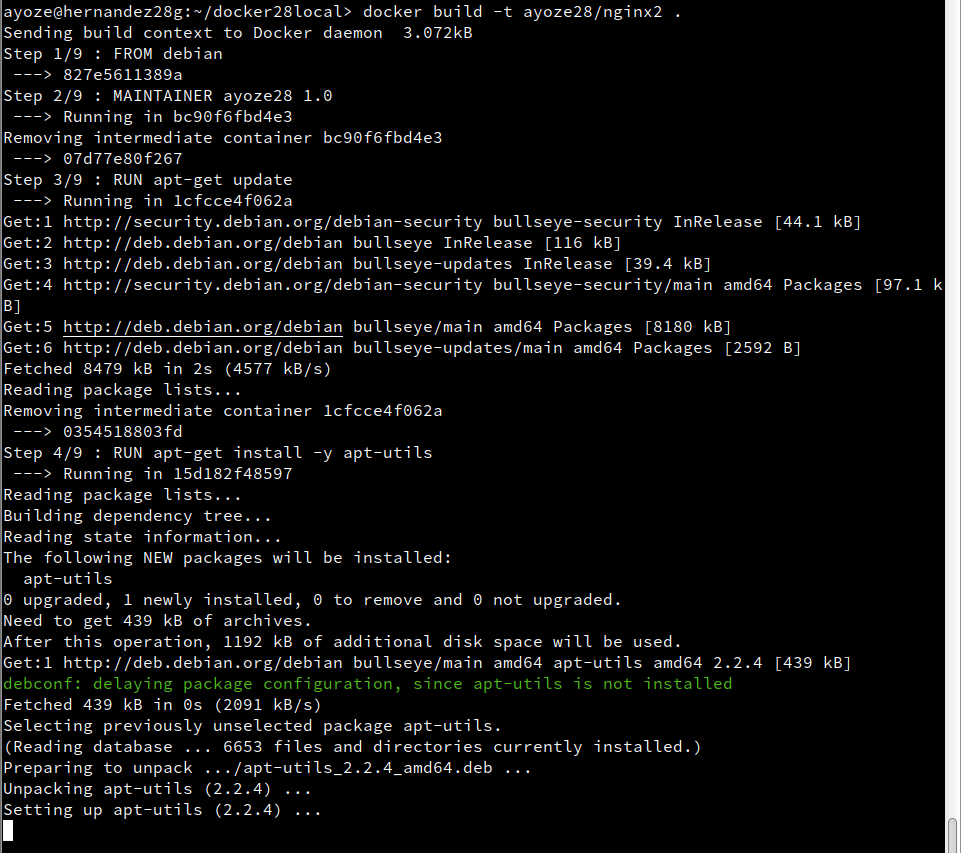 ayoze@hernandez28g:~/docker28local> docker build -t ayoze28/nginx2 .
Sending build context to Docker daemon  3.072kB
Step 1/9 : FROM debian
 ---> 827e5611389a
Step 2/9 : MAINTAINER ayoze28 1.0
 ---> Running in bc90f6fbd4e3
Removing intermediate container bc90f6fbd4e3
 ---> 07d77e80f267
Step 3/9 : RUN apt-get update
 ---> Running in 1cfcce4f062a
Get:1 http://security.debian.org/debian-security bullseye-security InRelease [44.1 kB]
Get:2 http://deb.debian.org/debian bullseye InRelease [116 kB]
Get:3 http://deb.debian.org/debian bullseye-updates InRelease [39.4 kB]
Get:4 http://security.debian.org/debian-security bullseye-security/main amd64 Packages [97.1 k
B]
Get:5 http://deb.debian.org/debian bullseye/main amd64 Packages [8180 kB]
Get:6 http://deb.debian.org/debian bullseye-updates/main amd64 Packages [2592 B]
Fetched 8479 kB in 2s (4577 kB/s)
Reading package lists...
Removing intermediate container 1cfcce4f062a
 ---> 0354518803fd
Step 4/9 : RUN apt-get install -y apt-utils
 ---> Running in 15d182f48597
Reading package lists...
Building dependency tree...
Reading state information...
The following NEW packages will be installed:
  apt-utils
0 upgraded, 1 newly installed, 0 to remove and 0 not upgraded.
Need to get 439 kB of archives.
After this operation, 1192 kB of additional disk space will be used.
Get:1 http://deb.debian.org/debian bullseye/main amd64 apt-utils amd64 2.2.4 [439 kB]
debconf: delaying package configuration, since apt-utils is not installed
Fetched 439 kB in 0s (2091 kB/s)
Selecting previously unselected package apt-utils.
(Reading database ... 6653 files and directories currently installed.)
Preparing to unpack .../apt-utils_2.2.4_amd64.deb ...
Unpacking apt-utils (2.2.4) ...
Setting up apt-utils (2.2.4) ...